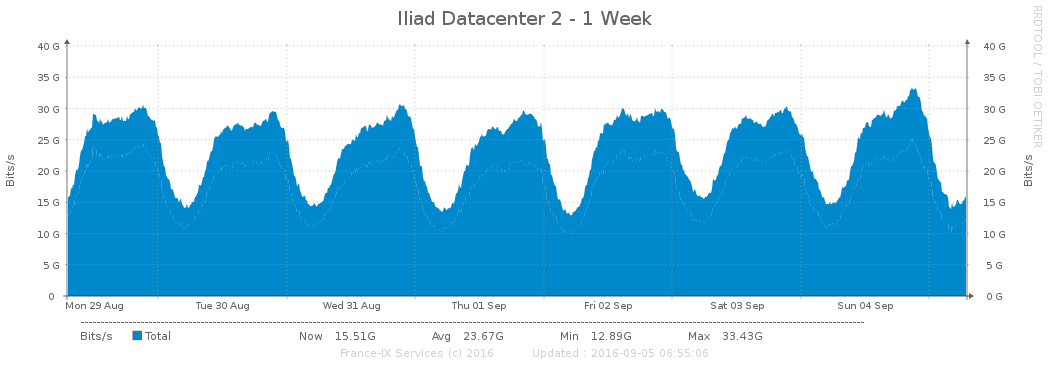 Iliad Datacenter 2 - 1 Week
RRDTOOL / TOBI OETIKER
Bits/s
40 G
35 G
30 G
25 G
20 G
15 G
10 G
5 G
0
40 G
35 G
30 G
25 G
20 G
15 G
10 G
5 G
0 G
Bits/s
Mon 29 Aug Tue 30 Aug Wed 31 Aug Thu 01 Sep Fri 02 Sep Sat 03 Sep Sun 04 Sep
Bits/s Total Now 15.51G Avg 23.67G Min 12.89G Max 33.43G
France-IX Services (c) 2016 Updated : 2016-09-05 06:55:06